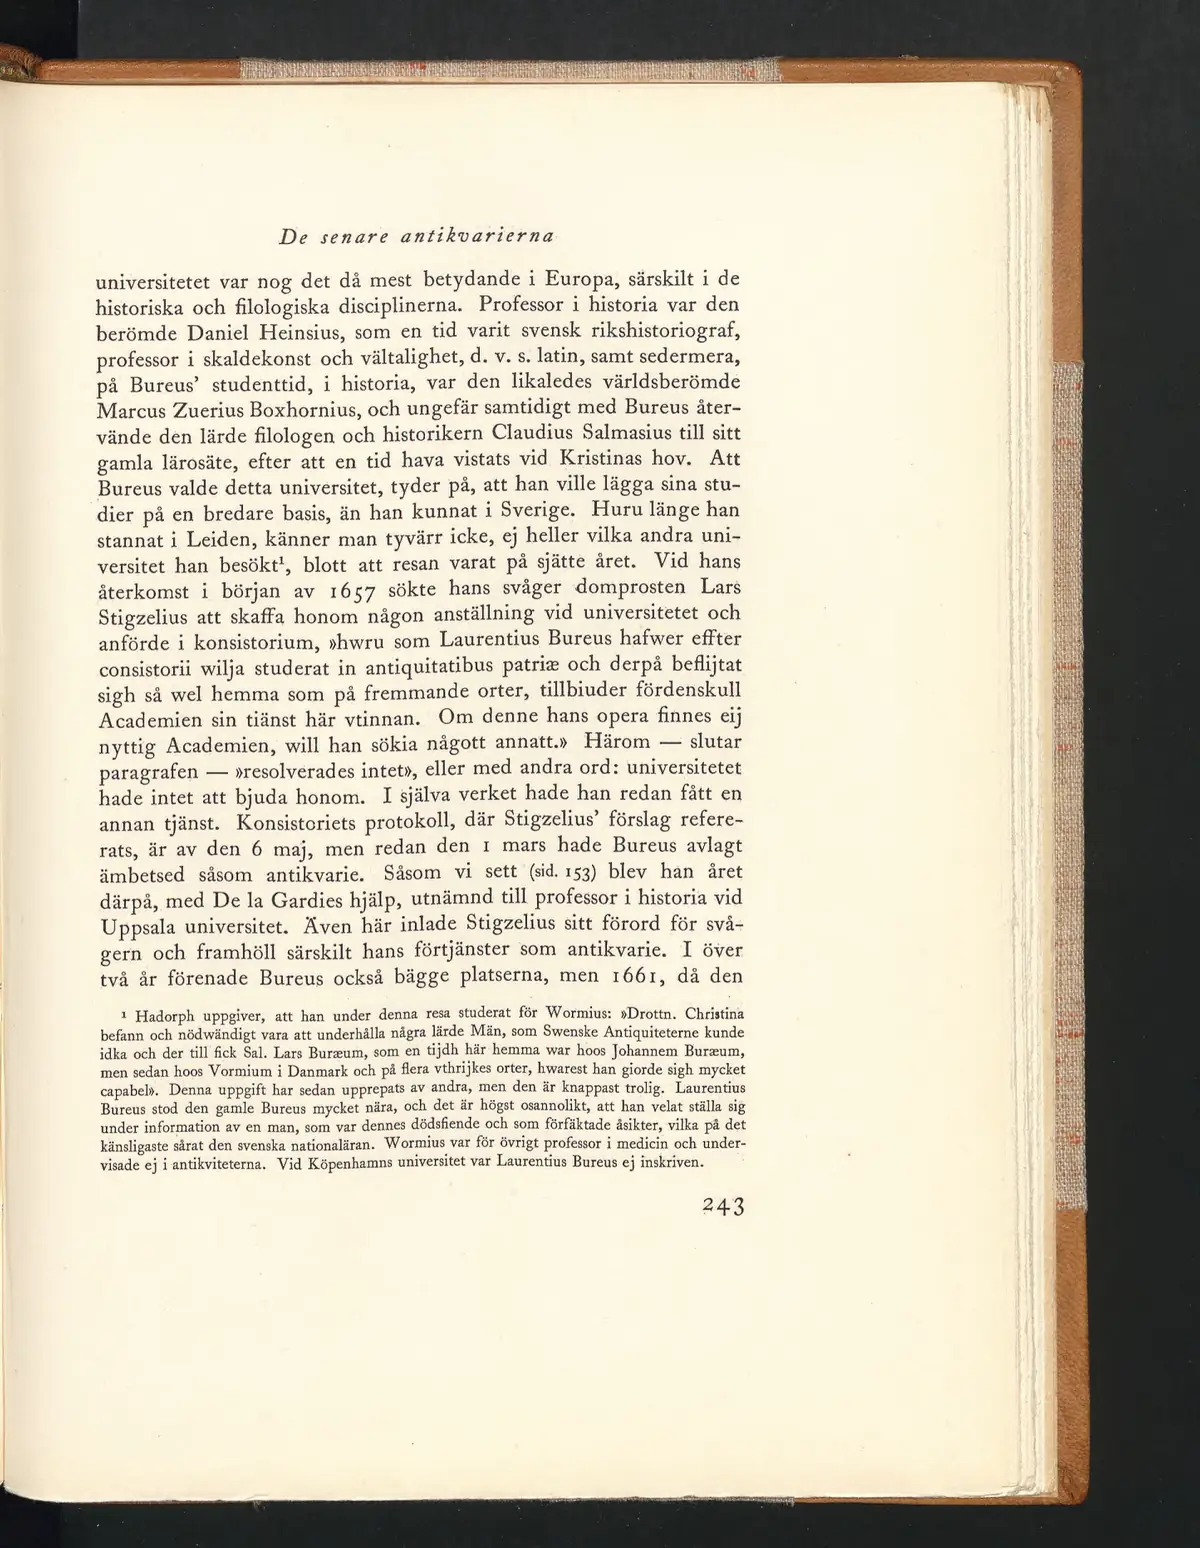 De senare antikvarierna
universitetet var nog det då mest betydande i Europa, särskilt i de
historiska och filologiska disciplinerna. Professor i historia var den
berömde Daniel Heinsius, som en tid varit svensk rikshistoriograf,
professor i skaldekonst och vältalighet, d. v. s. latin, samt sedermera,
på Bureus' studenttid, i historia, var den likaledes världsberömde
Marcus Zuerius Boxhornius, och ungefär samtidigt med Bureus åter-
vände den lärde filologen och historikern Claudius Salmasius till sitt
gamla lärosäte, efter att en tid hava vistats vid Kristinas hov. Att
Bureus valde detta universitet, tyder på, att han ville lägga sina stu-
dier på en bredare basis, än han kunnat i Sverige. Huru länge han
stannat i Leiden, känner man tyvärr icke, ej heller vilka andra uni-
versitet han besökt¹, blott att resan varat på sjätte året. Vid hans
återkomst i början av 1657 sökte hans svåger domprosten Lars
Stigzelius att skaffa honom någon anställning vid universitetet och
anförde i konsistorium, »hwru som Laurentius Bureus hafwer effter
consistorii wilja studerat in antiquitatibus patriæ och derpå beflijtat
sigh så wel hemma som på fremmande orter, tillbiuder fördenskull
Academien sin tiänst här vtinnan. Om denne hans opera finnes eij
nyttig Academien, will han sökia någott annatt.» Härom — slutar
paragrafen — »resolverades intet», eller med andra ord: universitetet
hade intet att bjuda honom. I själva verket hade han redan fått en
annan tjänst. Konsistoriets protokoll, där Stigzelius' förslag refere-
rats, är av den 6 maj, men redan den 1 mars hade Bureus avlagt
ämbetsed såsom antikvarie. Såsom vi sett (sid. 153) blev han året
därpå, med De la Gardies hjälp, utnämnd till professor i historia vid
Uppsala universitet. Även här inlade Stigzelius sitt förord för svå-
gern och framhöll särskilt hans förtjänster som antikvarie. I över
två år förenade Bureus också bägge platserna, men 1661, då den
¹ Hadorph uppgiver, att han under denna resa studerat för Wormius: »Drottn. Christina
befann och nödwändigt vara att underhålla några lärde Män, som Swenske Antiquiteterne kunde
idka och der till fick Sal. Lars Buræum, som en tijdh här hemma war hoos Johannem Buræum,
men sedan hoos Vormium i Danmark och på flera vthrijkes orter, hwarest han giorde sigh mycket
capabel». Denna uppgift har sedan upprepats av andra, men den är knappast trolig. Laurentius
Bureus stod den gamle Bureus mycket nära, och det är högst osannolikt, att han velat ställa sig
under information av en man, som var dennes dödsfiende och som förfäktade åsikter, vilka på det
känsligaste sårat den svenska nationaläran. Wormius var för övrigt professor i medicin och under-
visade ej i antikviteterna. Vid Köpenhamns universitet var Laurentius Bureus ej inskriven.
243